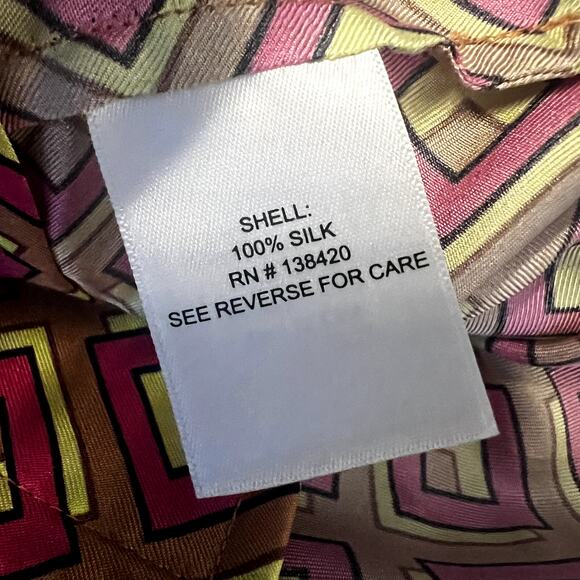 SHELL:
100% SILK
RN # 138420
SEE REVERSE FOR CARE